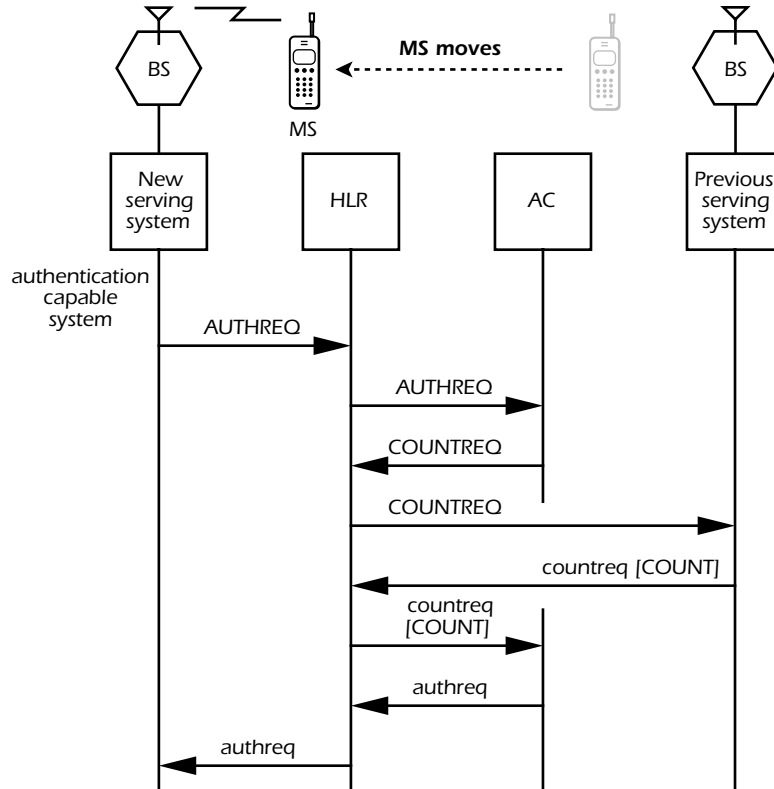 BS
MS moves
BS
MS
New
serving
system
HLR
AC
Previous
serving
system
authentication
capable
system
AUTHREQ
AUTHREQ
COUNTREQ
COUNTREQ
countreq [COUNT]
countreq
[COUNT]
authreq
authreq